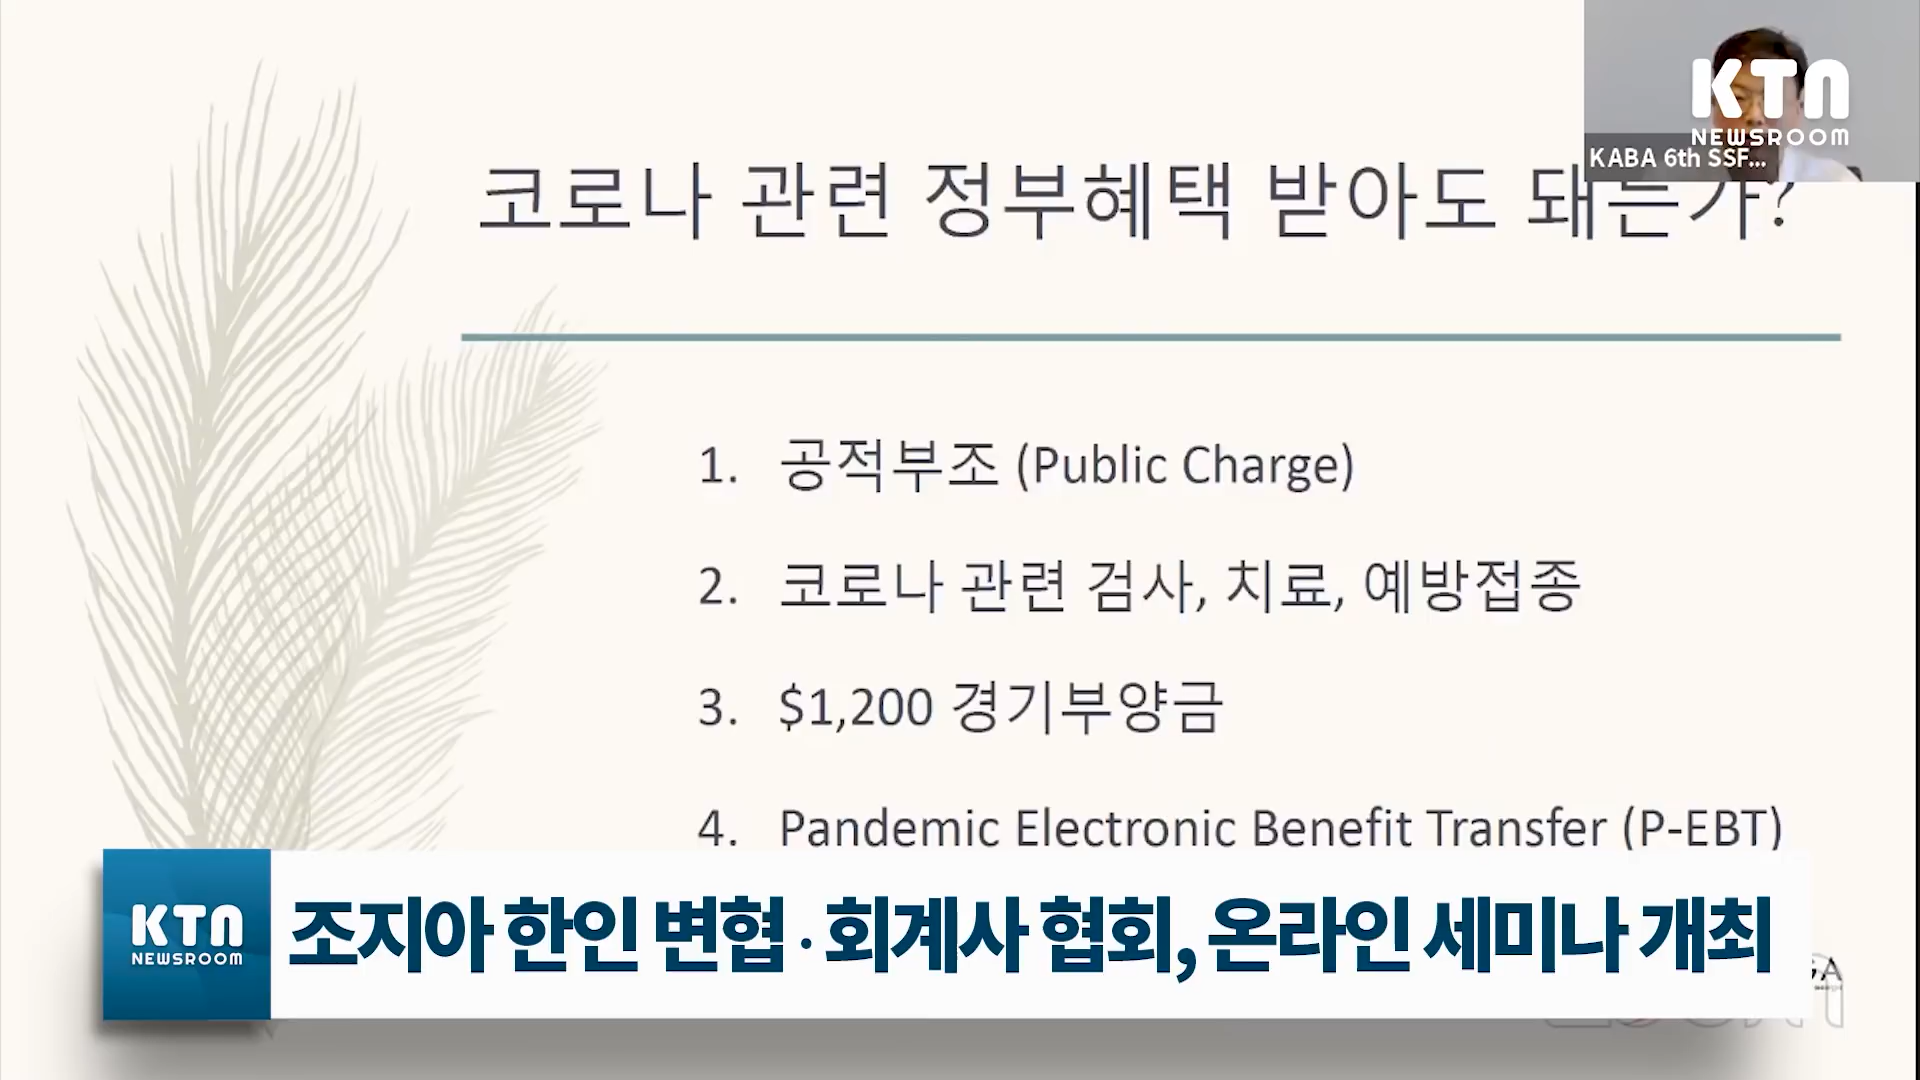 KTN
NEWSROOM
KABA 6th SSF...
코로나 관련 정부혜택 받아도 돼는가?
1. 공적부조 (Public Charge)
2. 코로나 관련 검사, 치료, 예방접종
3. $1,200 경기부양금
4. Pandemic Electronic Benefit Transfer (P-EBT)
KTN
NEWSROOM
조지아 한인 변협·회계사 협회, 온라인 세미나 개최